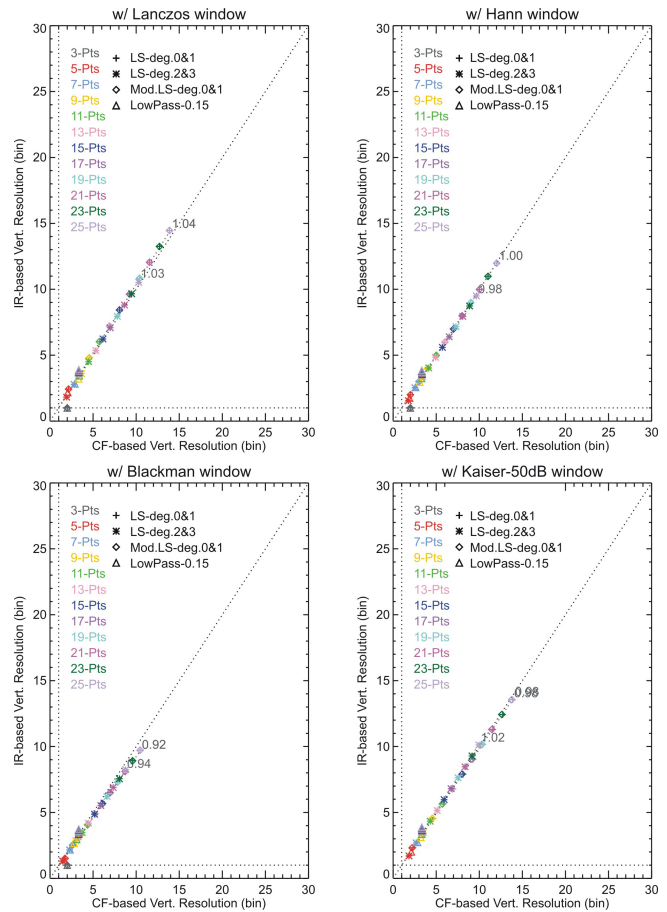 w/ Lanczos window
30
25
20
15
10
5
0
IR-based Vert. Resolution (bin)
3-Pts
5-Pts
7-Pts
9-Pts
11-Pts
13-Pts
15-Pts
17-Pts
19-Pts
21-Pts
23-Pts
25-Pts
LS-deg.0&1
LS-deg.2&3
Mod.LS-deg.0&1
LowPass-0.15
1.04
1.03
0 5 10 15 20 25 30
CF-based Vert. Resolution (bin)
w/ Hann window
30
25
20
15
10
5
0
IR-based Vert. Resolution (bin)
3-Pts
5-Pts
7-Pts
9-Pts
11-Pts
13-Pts
15-Pts
17-Pts
19-Pts
21-Pts
23-Pts
25-Pts
LS-deg.0&1
LS-deg.2&3
Mod.LS-deg.0&1
LowPass-0.15
1.00
0.98
0 5 10 15 20 25 30
CF-based Vert. Resolution (bin)
w/ Blackman window
30
25
20
15
10
5
0
IR-based Vert. Resolution (bin)
3-Pts
5-Pts
7-Pts
9-Pts
11-Pts
13-Pts
15-Pts
17-Pts
19-Pts
21-Pts
23-Pts
25-Pts
LS-deg.0&1
LS-deg.2&3
Mod.LS-deg.0&1
LowPass-0.15
0.92
0.94
0 5 10 15 20 25 30
CF-based Vert. Resolution (bin)
w/ Kaiser-50dB window
30
25
20
15
10
5
0
IR-based Vert. Resolution (bin)
3-Pts
5-Pts
7-Pts
9-Pts
11-Pts
13-Pts
15-Pts
17-Pts
19-Pts
21-Pts
23-Pts
25-Pts
LS-deg.0&1
LS-deg.2&3
Mod.LS-deg.0&1
LowPass-0.15
1.02
0 5 10 15 20 25 30
CF-based Vert. Resolution (bin)